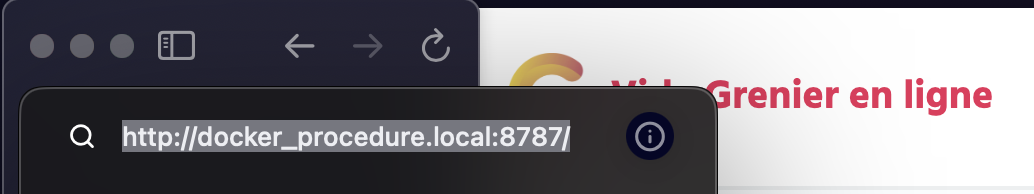 Grenier en ligne
http://docker_procedure.local:8787/